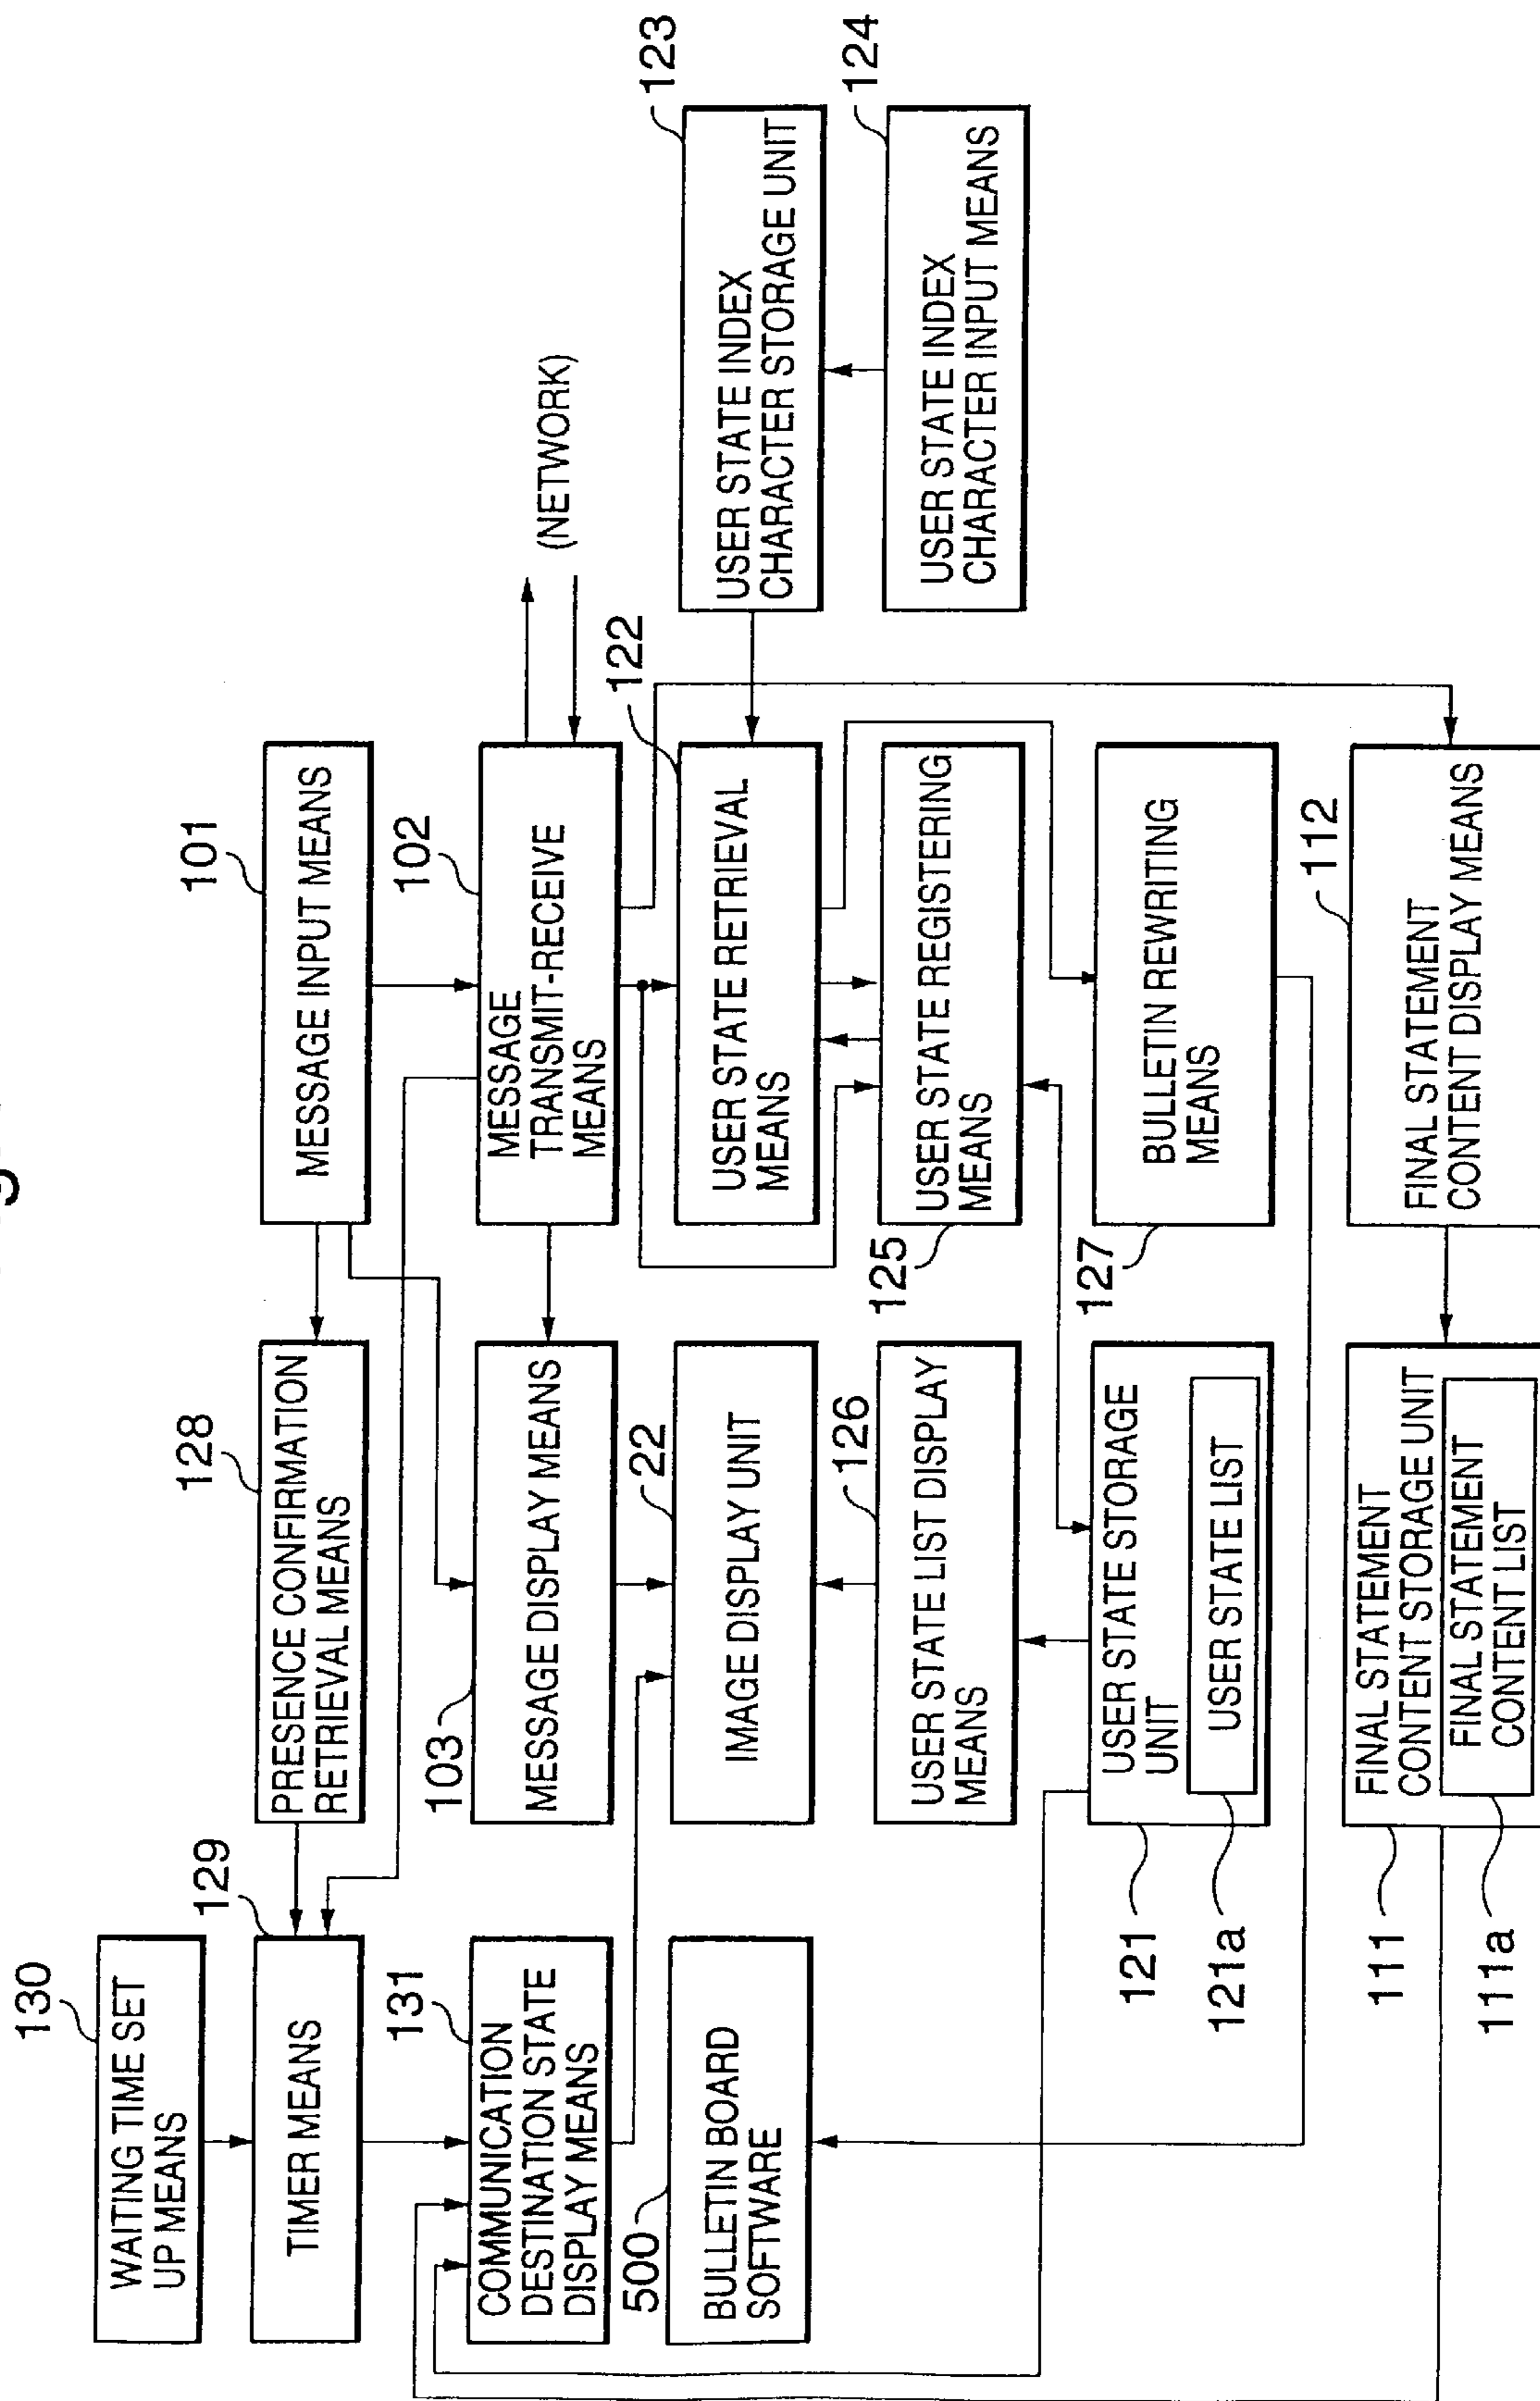 130
WAITING TIME SET
UP MEANS
129
TIMER MEANS
128
PRESENCE CONFIRMATION
RETRIEVAL MEANS
101
MESSAGE INPUT MEANS
131
COMMUNICATION
DESTINATION STATE
DISPLAY MEANS
103
MESSAGE DISPLAY MEANS
102
MESSAGE
TRANSMIT-RECEIVE
MEANS
(NETWORK)
500
BULLETIN BOARD
SOFTWARE
22
IMAGE DISPLAY UNIT
122
USER STATE RETRIEVAL
MEANS
123
USER STATE INDEX
CHARACTER STORAGE UNIT
126
USER STATE LIST DISPLAY
MEANS
125
USER STATE REGISTERING
MEANS
124
USER STATE INDEX
CHARACTER INPUT MEANS
121
USER STATE STORAGE
UNIT
121a
USER STATE LIST
127
BULLETIN REWRITING
MEANS
111
FINAL STATEMENT
CONTENT STORAGE UNIT
111a
FINAL STATEMENT
CONTENT LIST
112
FINAL STATEMENT
CONTENT DISPLAY MEANS